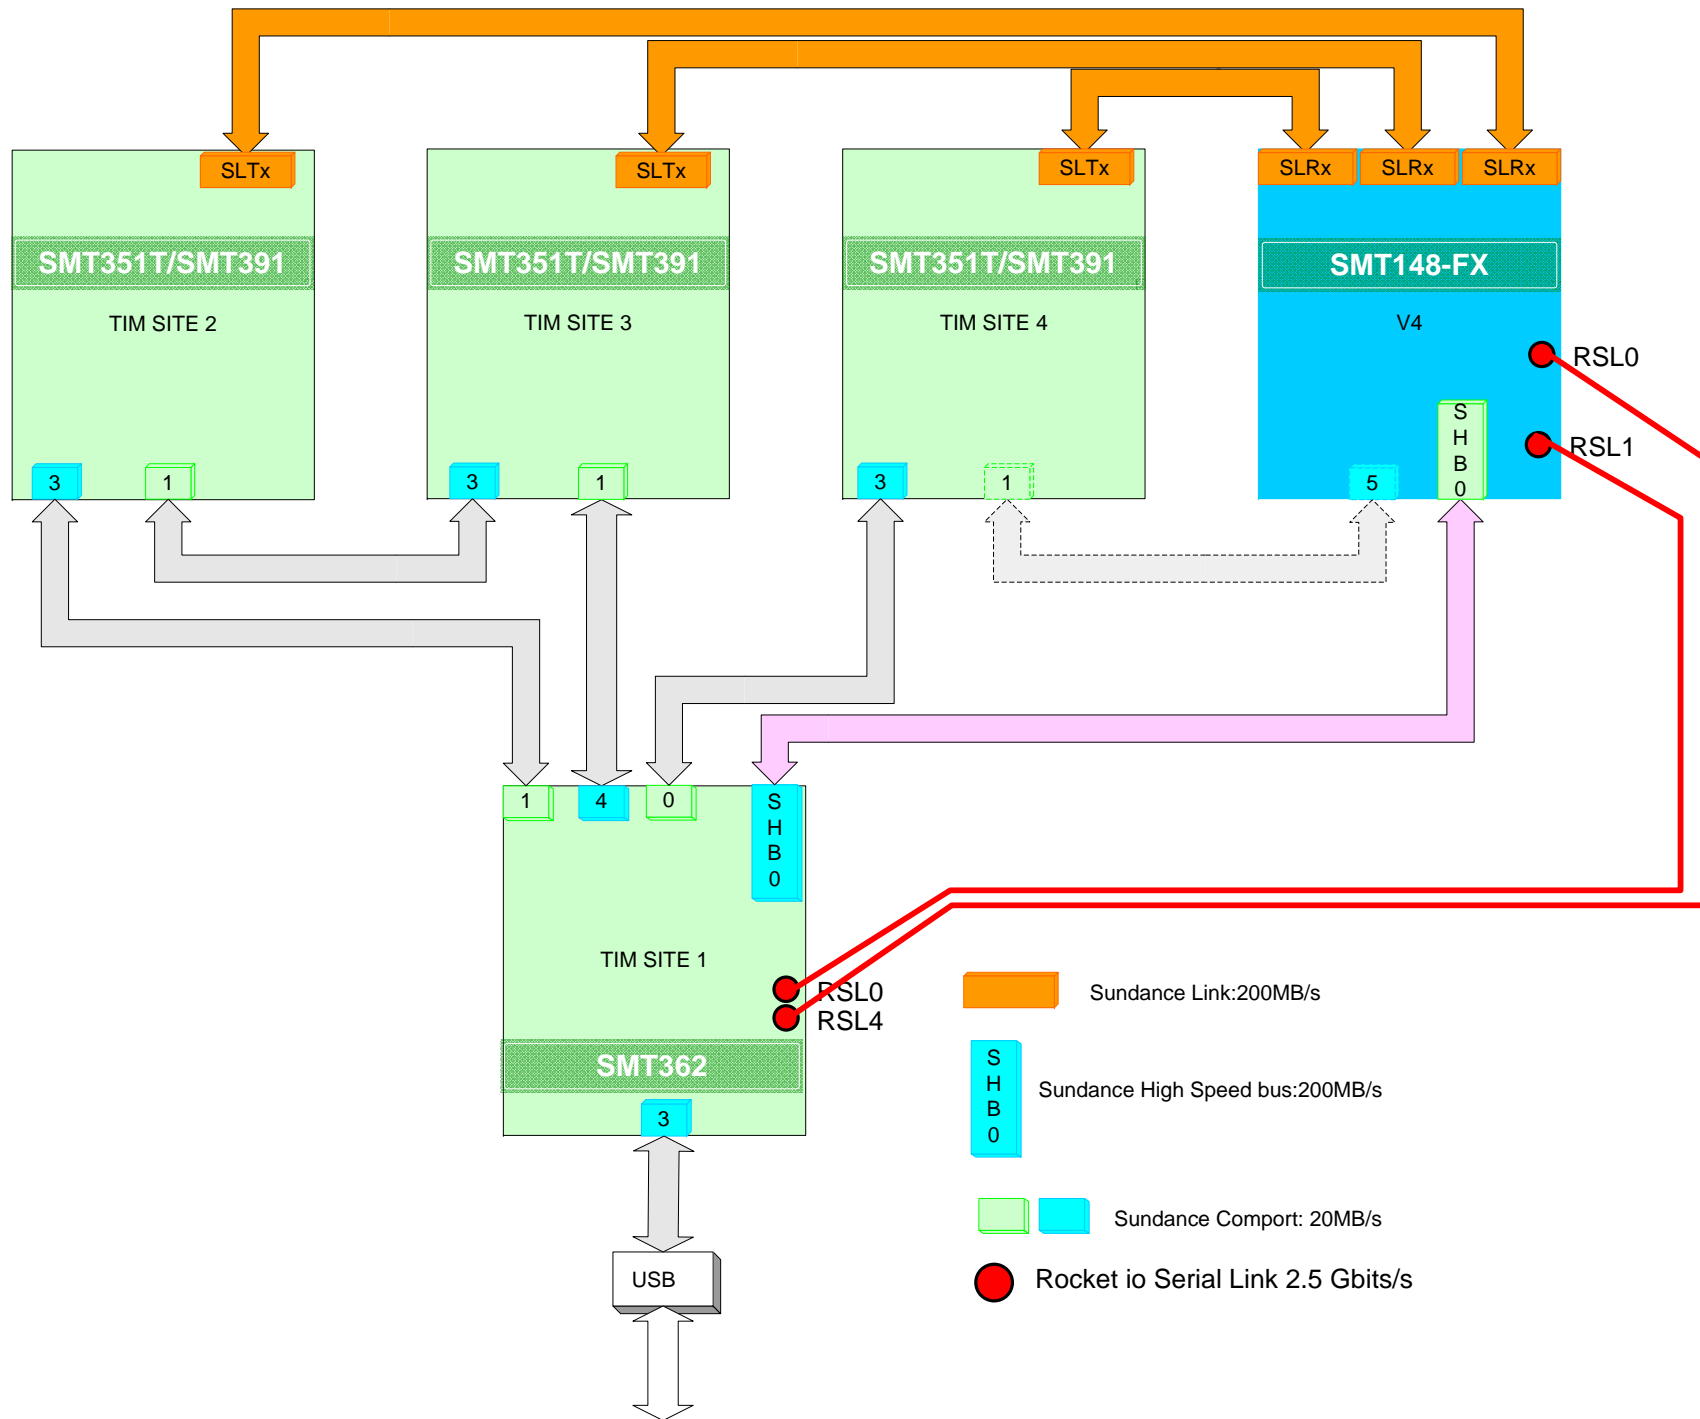 SLTx
SLTx
SLTx
SLRx
SLRx
SLRx
SMT351T/SMT391
SMT351T/SMT391
SMT351T/SMT391
SMT148-FX
TIM SITE 2
TIM SITE 3
TIM SITE 4
V4
RSL0
RSL1
3
1
3
1
3
1
5
S
H
B
0
1
4
0
S
H
B
0
TIM SITE 1
RSL0
RSL4
SMT362
3
USB
Sundance Link:200MB/s
S
H
B
0
Sundance High Speed bus:200MB/s
Sundance Comport: 20MB/s
Rocket io Serial Link 2.5 Gbits/s